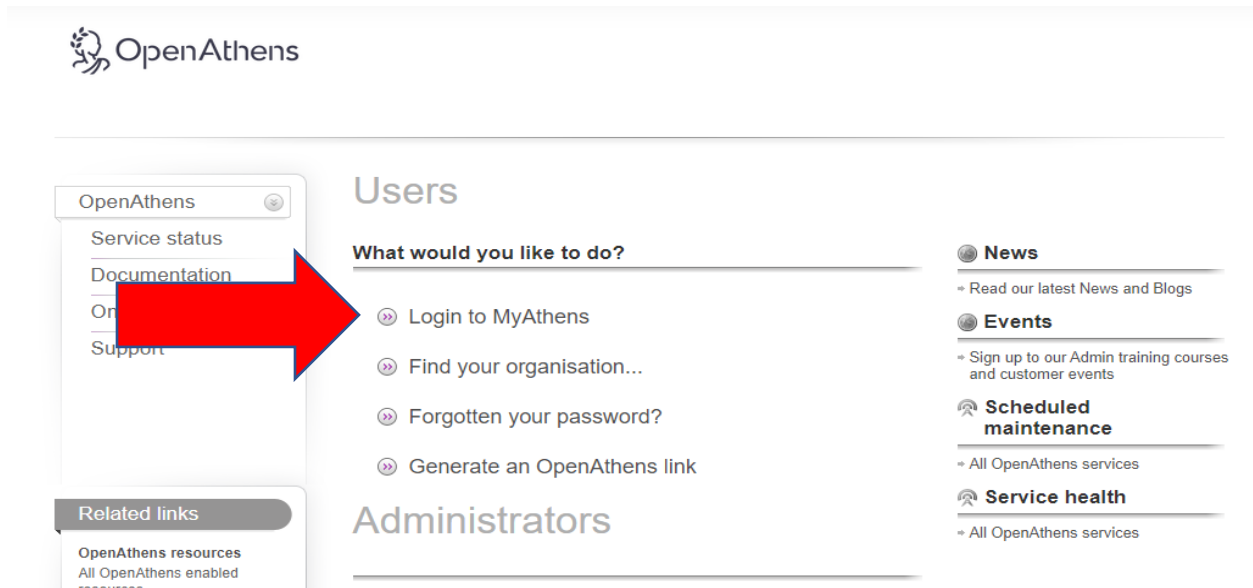 OpenAthens
OpenAthens
Service status
Documentation
Support
Related links
OpenAthens resources
All OpenAthens enabled
Users
What would you like to do?
Login to MyAthens
Find your organisation...
Forgotten your password?
Generate an OpenAthens link
Administrators
News
Read our latest News and Blogs
Events
Sign up to our Admin training courses
and customer events
Scheduled
maintenance
All OpenAthens services
Service health
All OpenAthens services